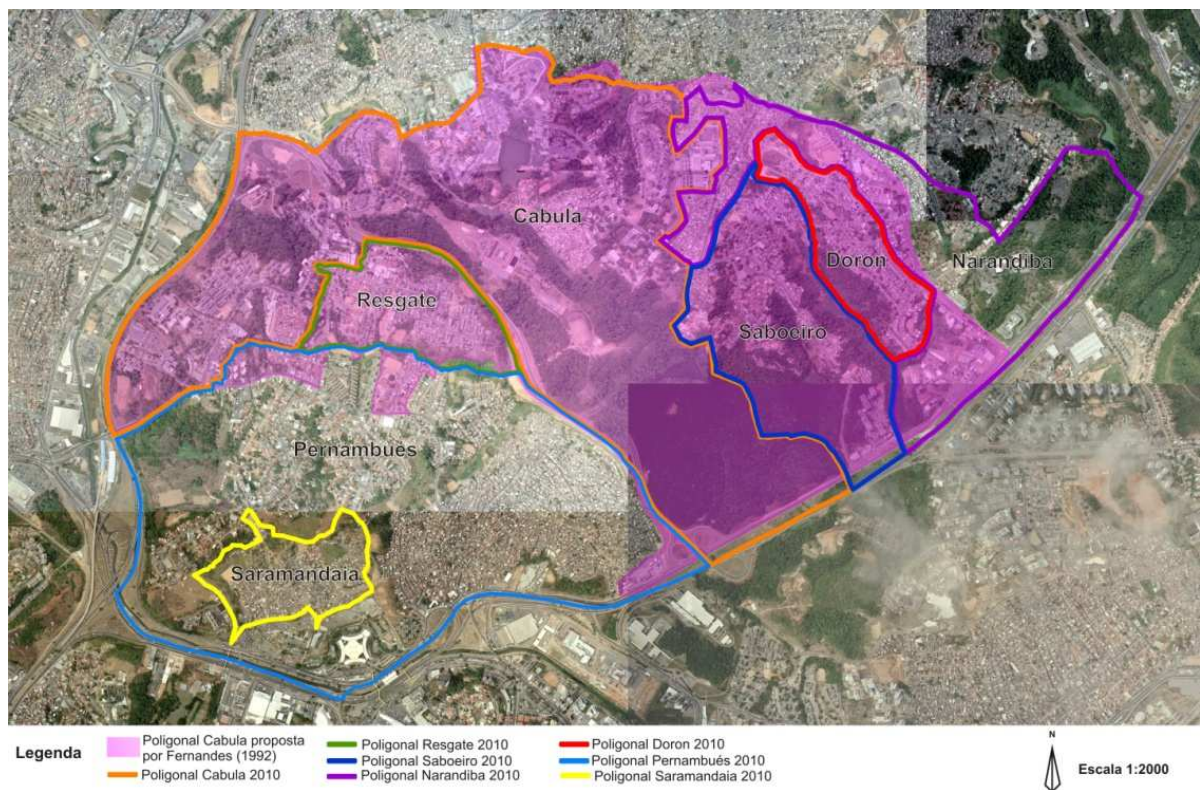 Cabula
Doron
Narandiba
Resgate
Saboeiro
Pernambués
Saramandaia
Legenda
Poligonal Cabula proposta
por Fernandes (1992)
Poligonal Cabula 2010
Poligonal Resgate 2010
Poligonal Saboeiro 2010
Poligonal Narandiba 2010
Poligonal Doron 2010
Poligonal Pernambués 2010
Poligonal Saramandaia 2010
N
Escala 1:2000